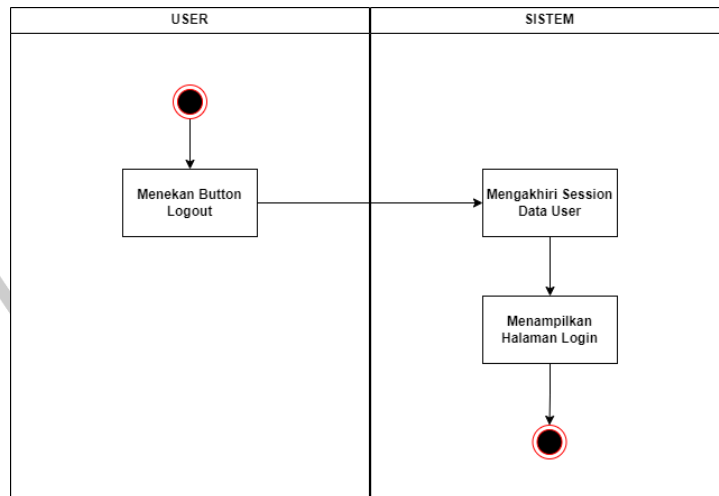 USER
SISTEM
Menekan Button
Logout
Mengakhiri Session
Data User
Menampilkan
Halaman Login